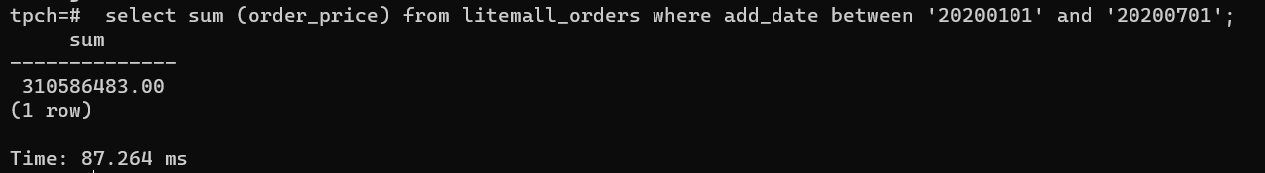 tpch=#  select sum (order_price) from litemall_orders where add_date between '20200101' and '20200701';
     sum
--------------
 310586483.00
(1 row)
Time: 87.264 ms